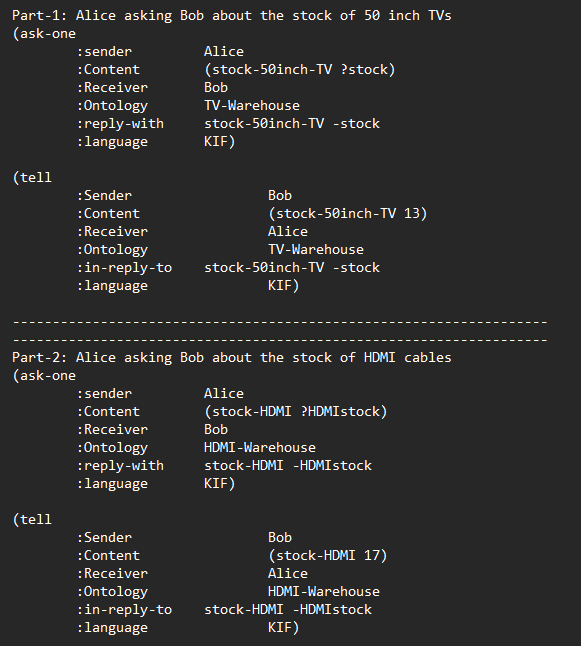 Part-1: Alice asking Bob about the stock of 50 inch TVs
(ask-one
:sender Alice
:Content (stock-50inch-TV ?stock)
:Receiver Bob
:Ontology TV-Warehouse
:reply-with stock-50inch-TV -stock
:language KIF)
(tell
:Sender Bob
:Content (stock-50inch-TV 13)
:Receiver Alice
:Ontology TV-Warehouse
:in-reply-to stock-50inch-TV -stock
:language KIF)
-------------------------------------------------------------------
-------------------------------------------------------------------
Part-2: Alice asking Bob about the stock of HDMI cables
(ask-one
:sender Alice
:Content (stock-HDMI ?HDMIstock)
:Receiver Bob
:Ontology HDMI-Warehouse
:reply-with stock-HDMI -HDMIstock
:language KIF)
(tell
:Sender Bob
:Content (stock-HDMI 17)
:Receiver Alice
:Ontology HDMI-Warehouse
:in-reply-to stock-HDMI -HDMIstock
:language KIF)